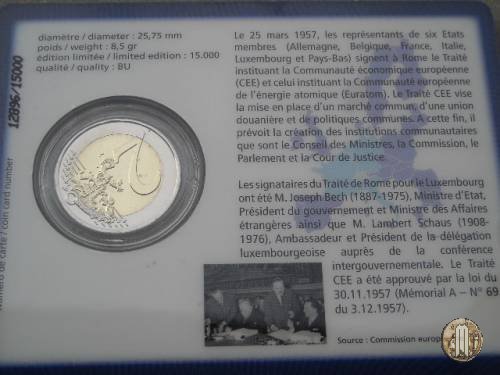 diamètre / diameter : 25,75 mm
poids / weight : 8,5 gr
édition limitée / limited edition : 15.000
qualité / quality : BU
12896/15000
Numéro de carte / coin card number
Le 25 mars 1957, les représentants de six Etats
membres (Allemagne, Belgique, France, Italie,
Luxembourg et Pays-Bas) signent à Rome le Traité
instituant la Communauté économique européenne
(CEE) et celui instituant la Communauté européenne
de l'énergie atomique (Euratom). Le Traité CEE vise
la mise en place d'un marché commun, d'une union
douanière et de politiques communes. A cette fin, il
prévoit la création des institutions communautaires
que sont le Conseil des Ministres, la Commission, le
Parlement et la Cour de Justice.
Les signataires du Traité de Rome pour le Luxembourg
ont été M. Joseph Bech (1887-1975), Ministre d'Etat,
Président du gouvernement et Ministre des Affaires
étrangères ainsi que M. Lambert Schaus (1908-
1976), Ambassadeur et Président de la délégation
luxembourgeoise auprès de la conférence
intergouvernementale. Le Traité
CEE a été approuvé par la loi du
30.11.1957 (Mémorial A – N° 69
du 3.12.1957).
Source : Commission europ